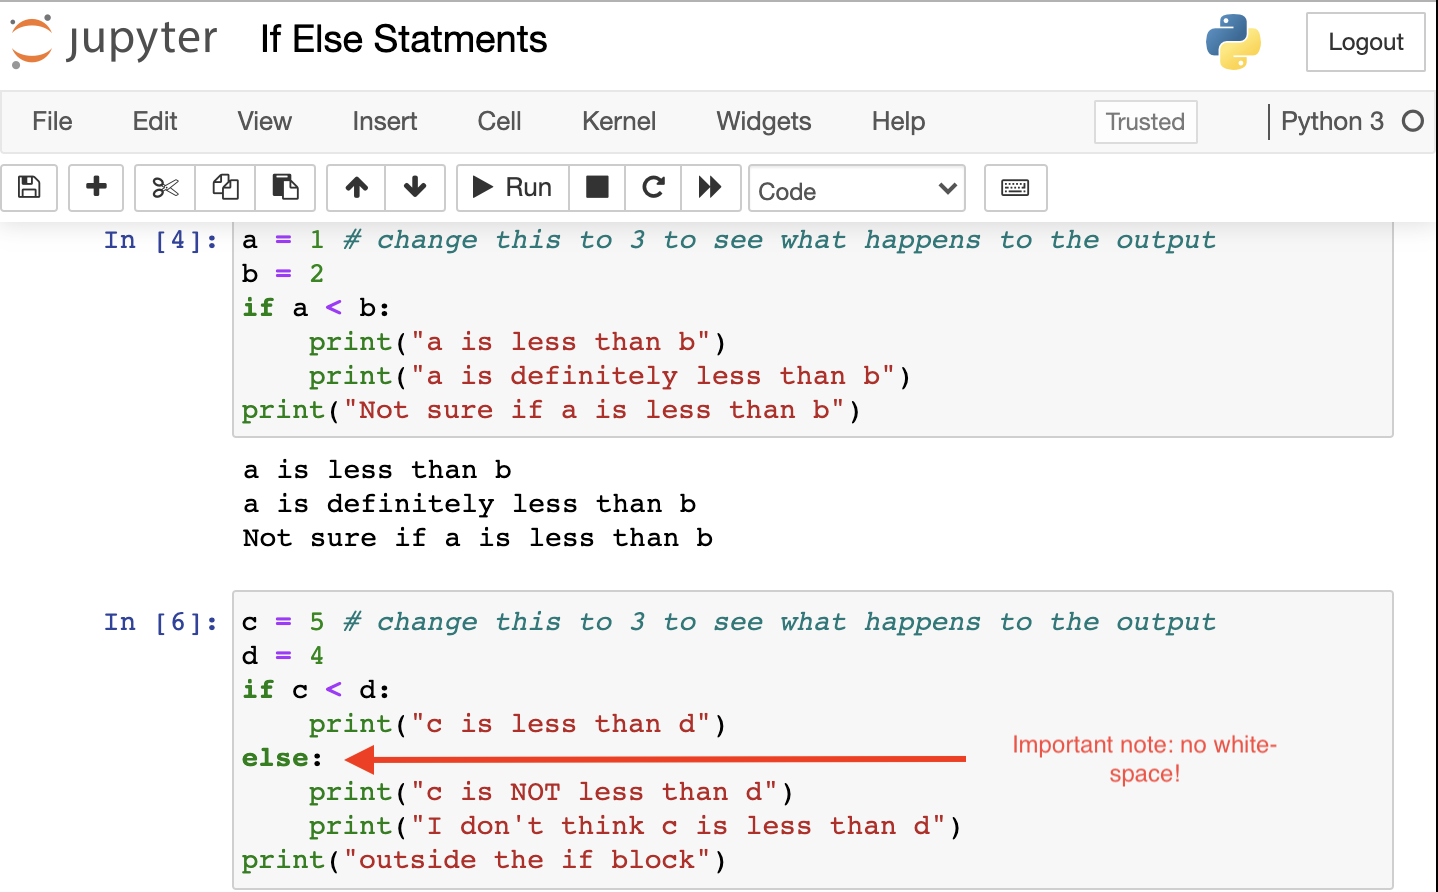 jupyter If Else Statments Logout
File Edit View Insert Cell Kernel Widgets Help Trusted Python 3
Run Code
In [4]: a = 1 # change this to 3 to see what happens to the output
b = 2
if a < b:
    print("a is less than b")
    print("a is definitely less than b")
print("Not sure if a is less than b")
a is less than b
a is definitely less than b
Not sure if a is less than b
In [6]: c = 5 # change this to 3 to see what happens to the output
d = 4
if c < d:
    print("c is less than d")
else:
Important note: no white-
space!
    print("c is NOT less than d")
    print("I don't think c is less than d")
print("outside the if block")